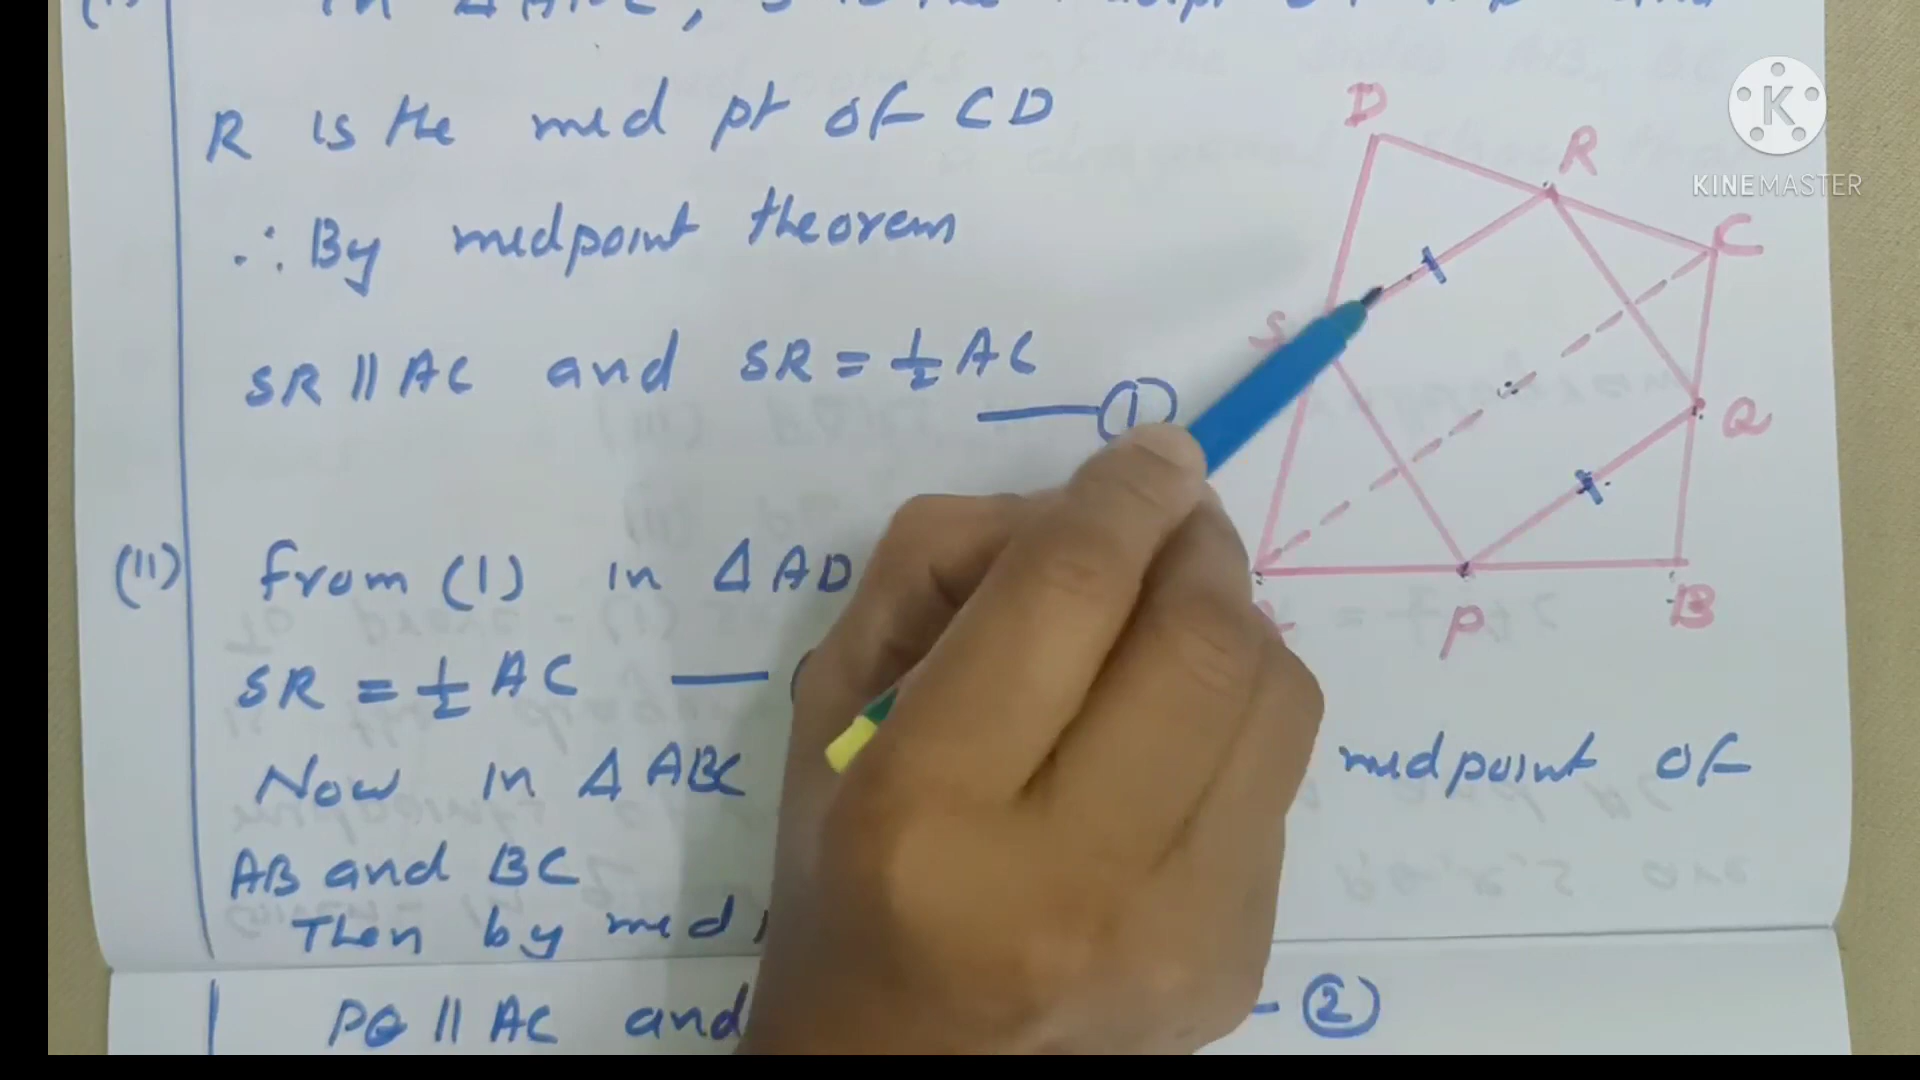 R is the mid pt of CD
∴ By midpoint theorem
SR || AC and SR = 1/2 AC
—— ①
(ii) from (1) in Δ AD
SR = 1/2 AC ——
Now in Δ ABC midpoint of
AB and BC
Then by mid
PQ || AC and - ②
D
R
C
S
Q
P
B
K
KINEMASTER